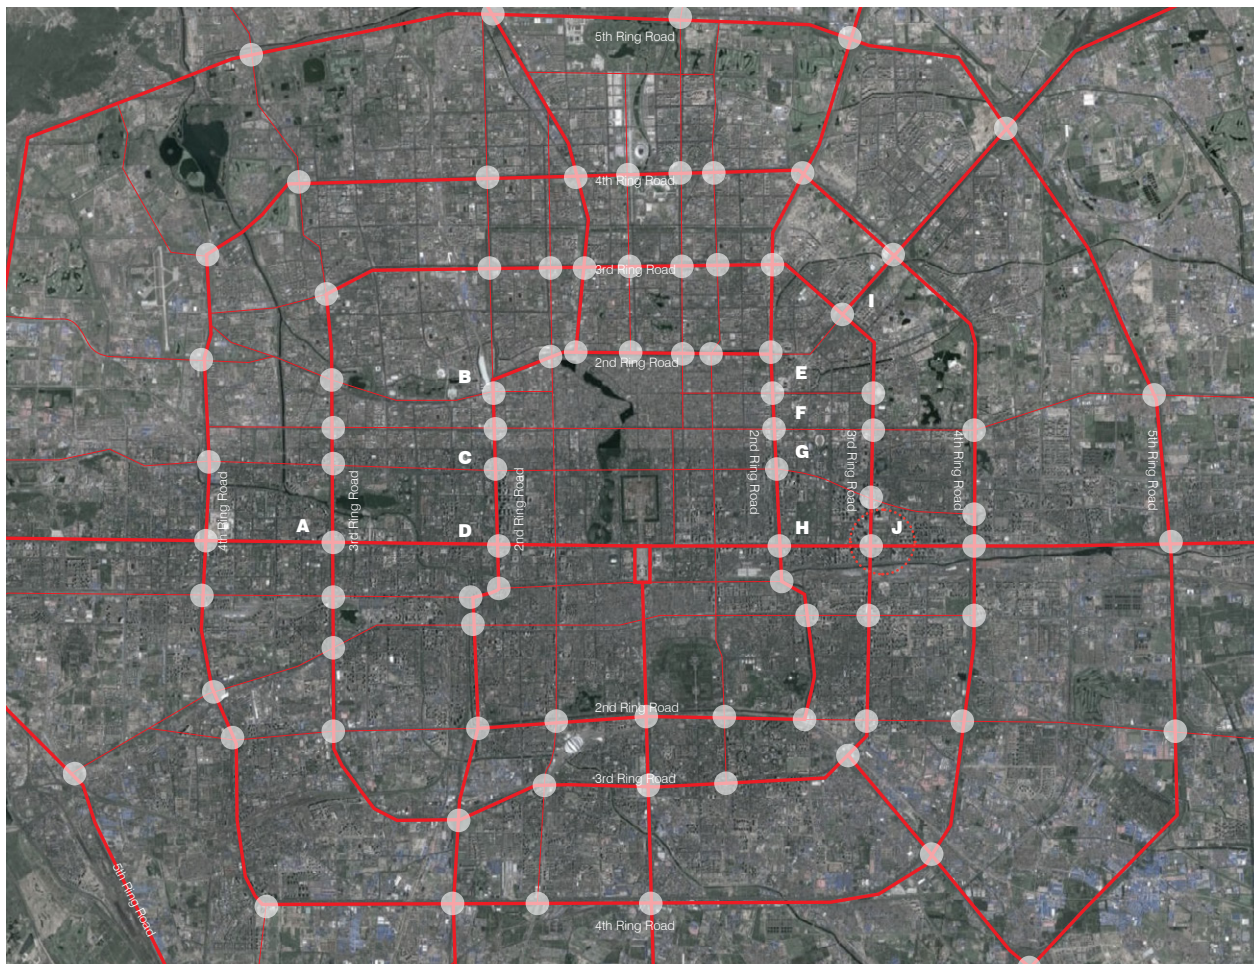 5th Ring Road
4th Ring Road
3rd Ring Road
I
2nd Ring Road
B
E
F
C
G
2nd Ring Road
3rd Ring Road
4th Ring Road
5th Ring Road
4th Ring Road
3rd Ring Road
2nd Ring Road
A
D
H
J
2nd Ring Road
3rd Ring Road
5th Ring Road
4th Ring Road